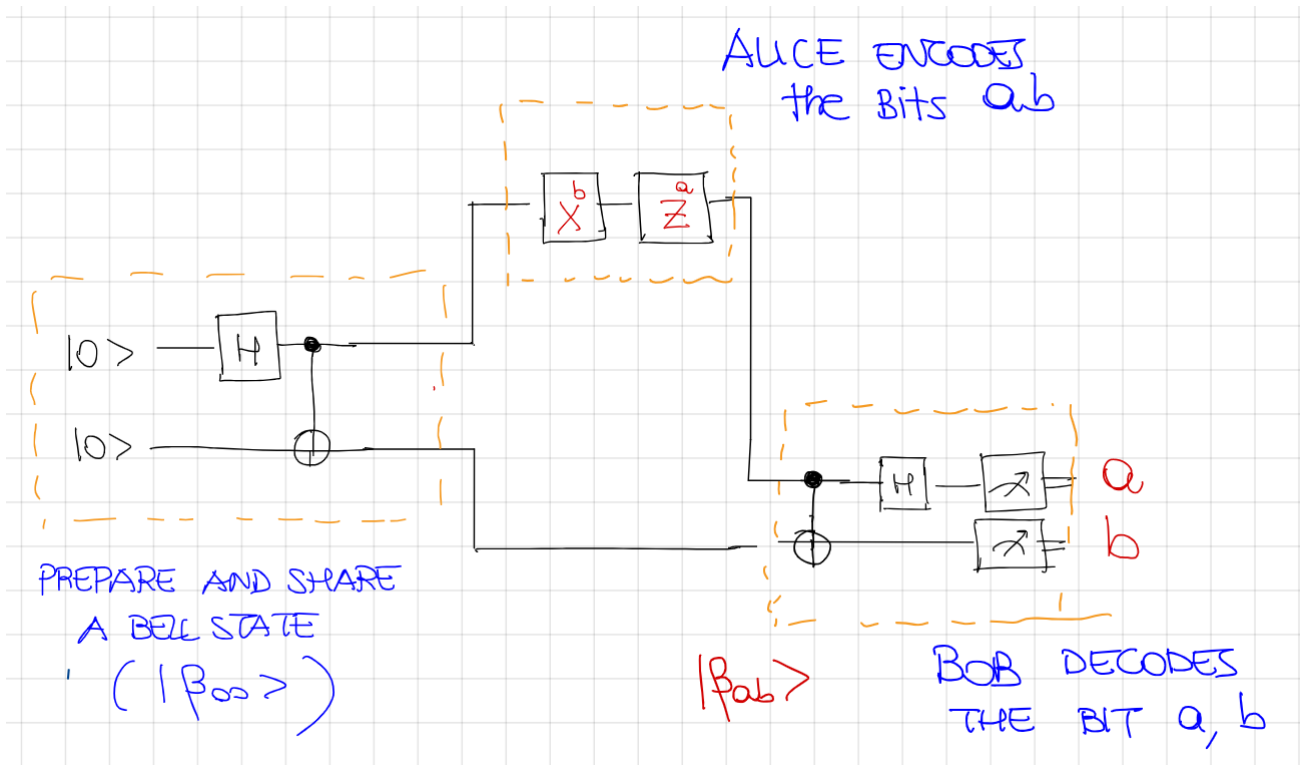 ALICE ENCODES
the Bits ab
X^b Z^a
|0> H
|0>
H a
b
PREPARE AND SHARE
A BELL STATE
(|β₀₀>)
|βab>
BOB DECODES
THE BIT a, b